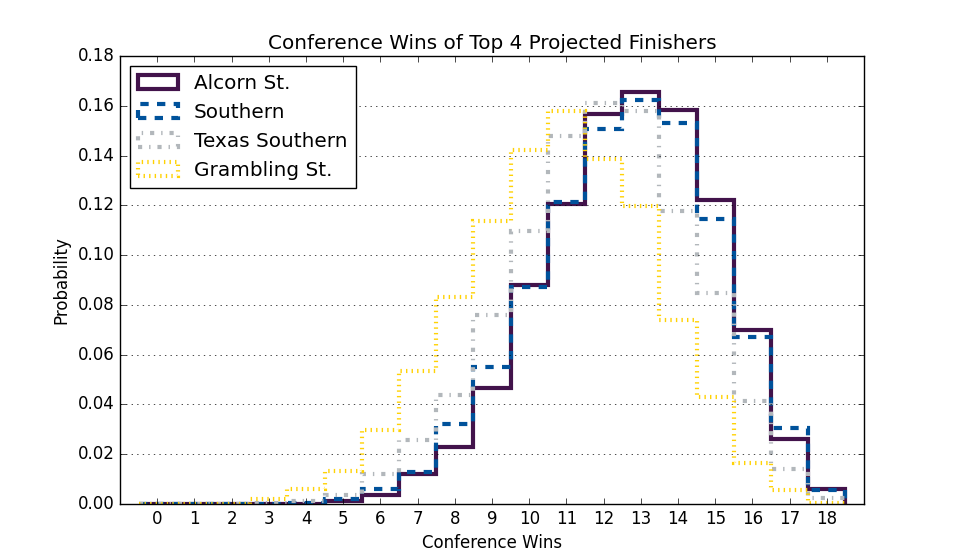 Conference Wins of Top 4 Projected Finishers
0.18
0.16
0.14
0.12
0.10
0.08
0.06
0.04
0.02
0.00
Probability
Alcorn St.
Southern
Texas Southern
Grambling St.
0 1 2 3 4 5 6 7 8 9 10 11 12 13 14 15 16 17 18
Conference Wins